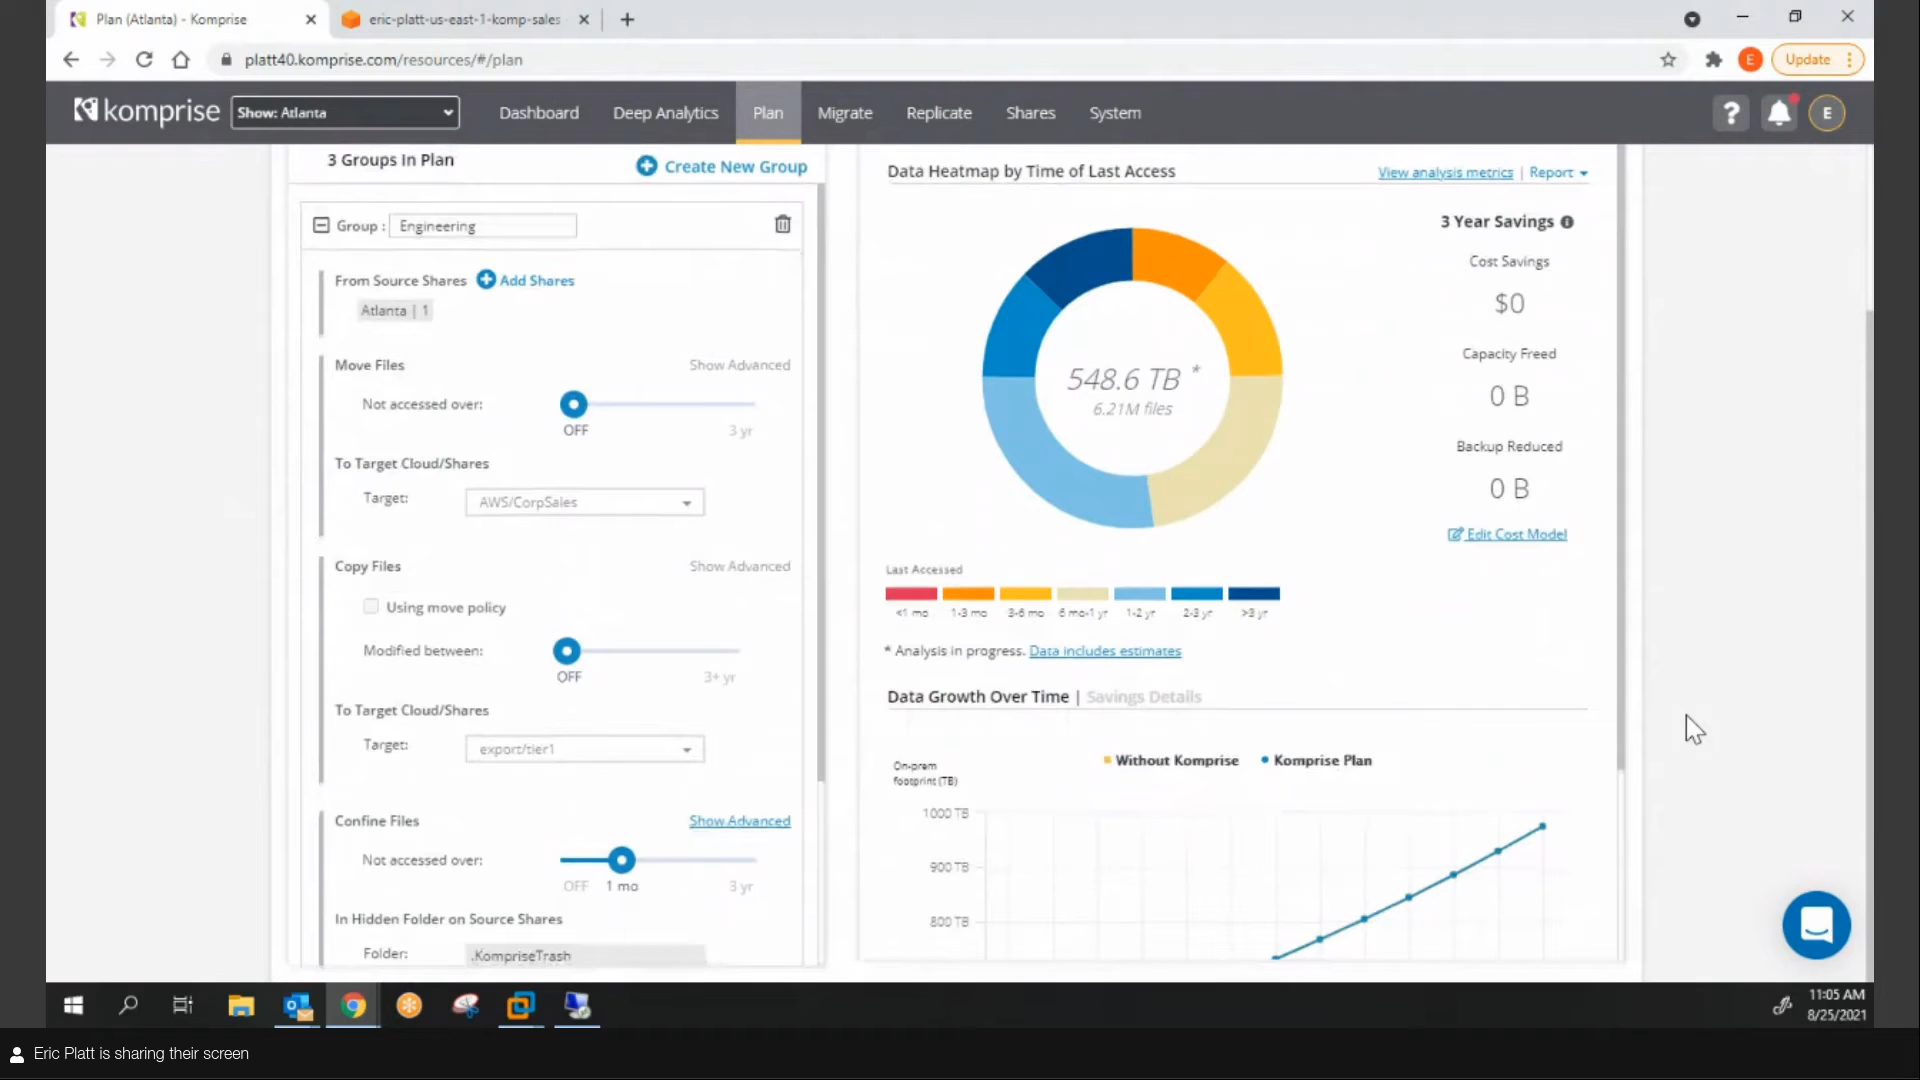 Plan (Atlanta) - Komprise
eric-platt-us-east-1-komp-sales
platt40.komprise.com/resources/#/plan
E
Update
komprise
Show: Atlanta
Dashboard
Deep Analytics
Plan
Migrate
Replicate
Shares
System
?
E
3 Groups In Plan
Create New Group
Group :
Engineering
From Source Shares
Add Shares
Atlanta | 1
Move Files
Show Advanced
Not accessed over:
OFF
3 yr
To Target Cloud/Shares
Target:
AWS/CorpSales
Copy Files
Show Advanced
Using move policy
Modified between:
OFF
3+ yr
To Target Cloud/Shares
Target:
export/tier1
Confine Files
Show Advanced
Not accessed over:
OFF
1 mo
3 yr
In Hidden Folder on Source Shares
Folder:
.KompriseTrash
Data Heatmap by Time of Last Access
View analysis metrics | Report
548.6 TB *
6.21M files
3 Year Savings
Cost Savings
$0
Capacity Freed
0 B
Backup Reduced
0 B
Edit Cost Model
Last Accessed
<1 mo
1-3 mo
3-6 mo
6 mo-1 yr
1-2 yr
2-3 yr
>3 yr
* Analysis in progress. Data includes estimates
Data Growth Over Time | Savings Details
Without Komprise
Komprise Plan
On-prem
footprint (TB)
1000 TB
900 TB
800 TB
11:05 AM
8/25/2021
Eric Platt is sharing their screen